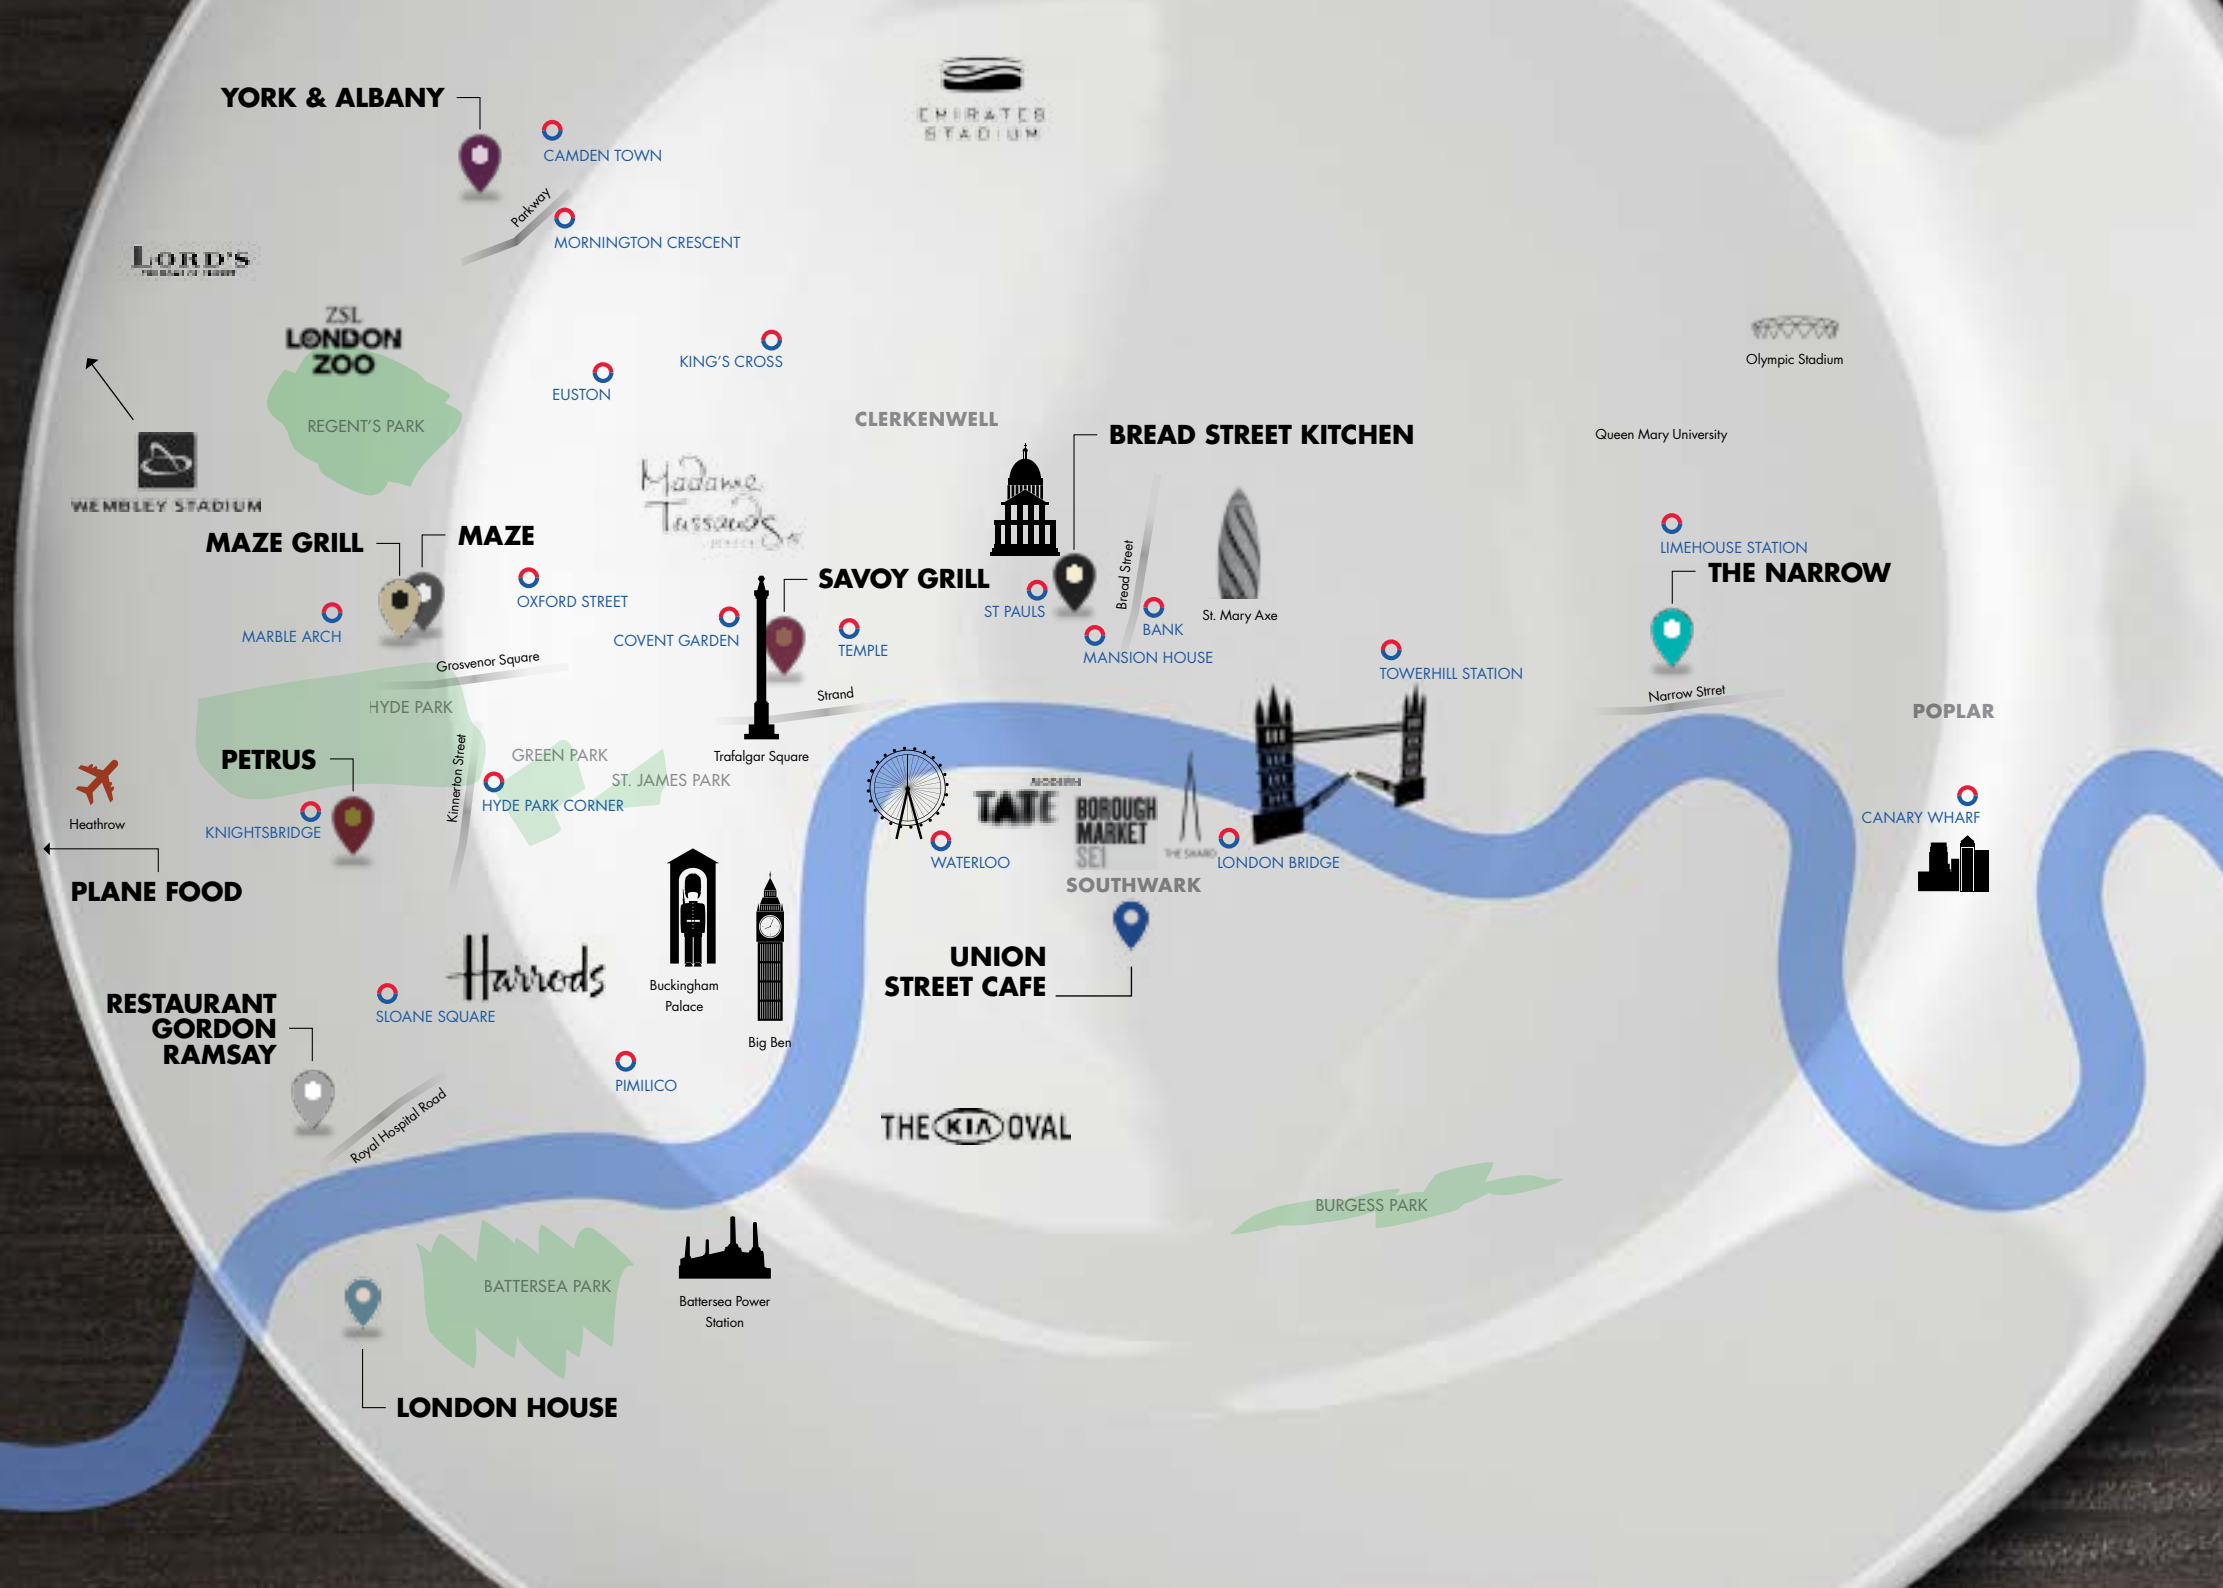 EMIRATES
STADIUM
YORK & ALBANY
CAMDEN TOWN
Parkway
MORNINGTON CRESCENT
LORD'S
ZSL
LONDON
ZOO
REGENT'S PARK
KING'S CROSS
EUSTON
Olympic Stadium
CLERKENWELL
BREAD STREET KITCHEN
Queen Mary University
WEMBLEY STADIUM
Madame
Tussauds
MAZE GRILL
MAZE
OXFORD STREET
MARBLE ARCH
SAVOY GRILL
COVENT GARDEN
TEMPLE
ST PAULS
Bread Street
BANK
MANSION HOUSE
St. Mary Axe
TOWERHILL STATION
LIMEHOUSE STATION
THE NARROW
Narrow Strret
POPLAR
Grosvenor Square
HYDE PARK
Strand
Trafalgar Square
PETRUS
Kinnerton Street
GREEN PARK
ST. JAMES PARK
HYDE PARK CORNER
KNIGHTSBRIDGE
Heathrow
PLANE FOOD
MODERN
TATE
BOROUGH
MARKET
SE1
THE SHARD
WATERLOO
LONDON BRIDGE
SOUTHWARK
CANARY WHARF
UNION
STREET CAFE
Harrods
Buckingham
Palace
Big Ben
RESTAURANT
GORDON
RAMSAY
SLOANE SQUARE
PIMILICO
Royal Hospital Road
THE KIA OVAL
BURGESS PARK
BATTERSEA PARK
Battersea Power
Station
LONDON HOUSE